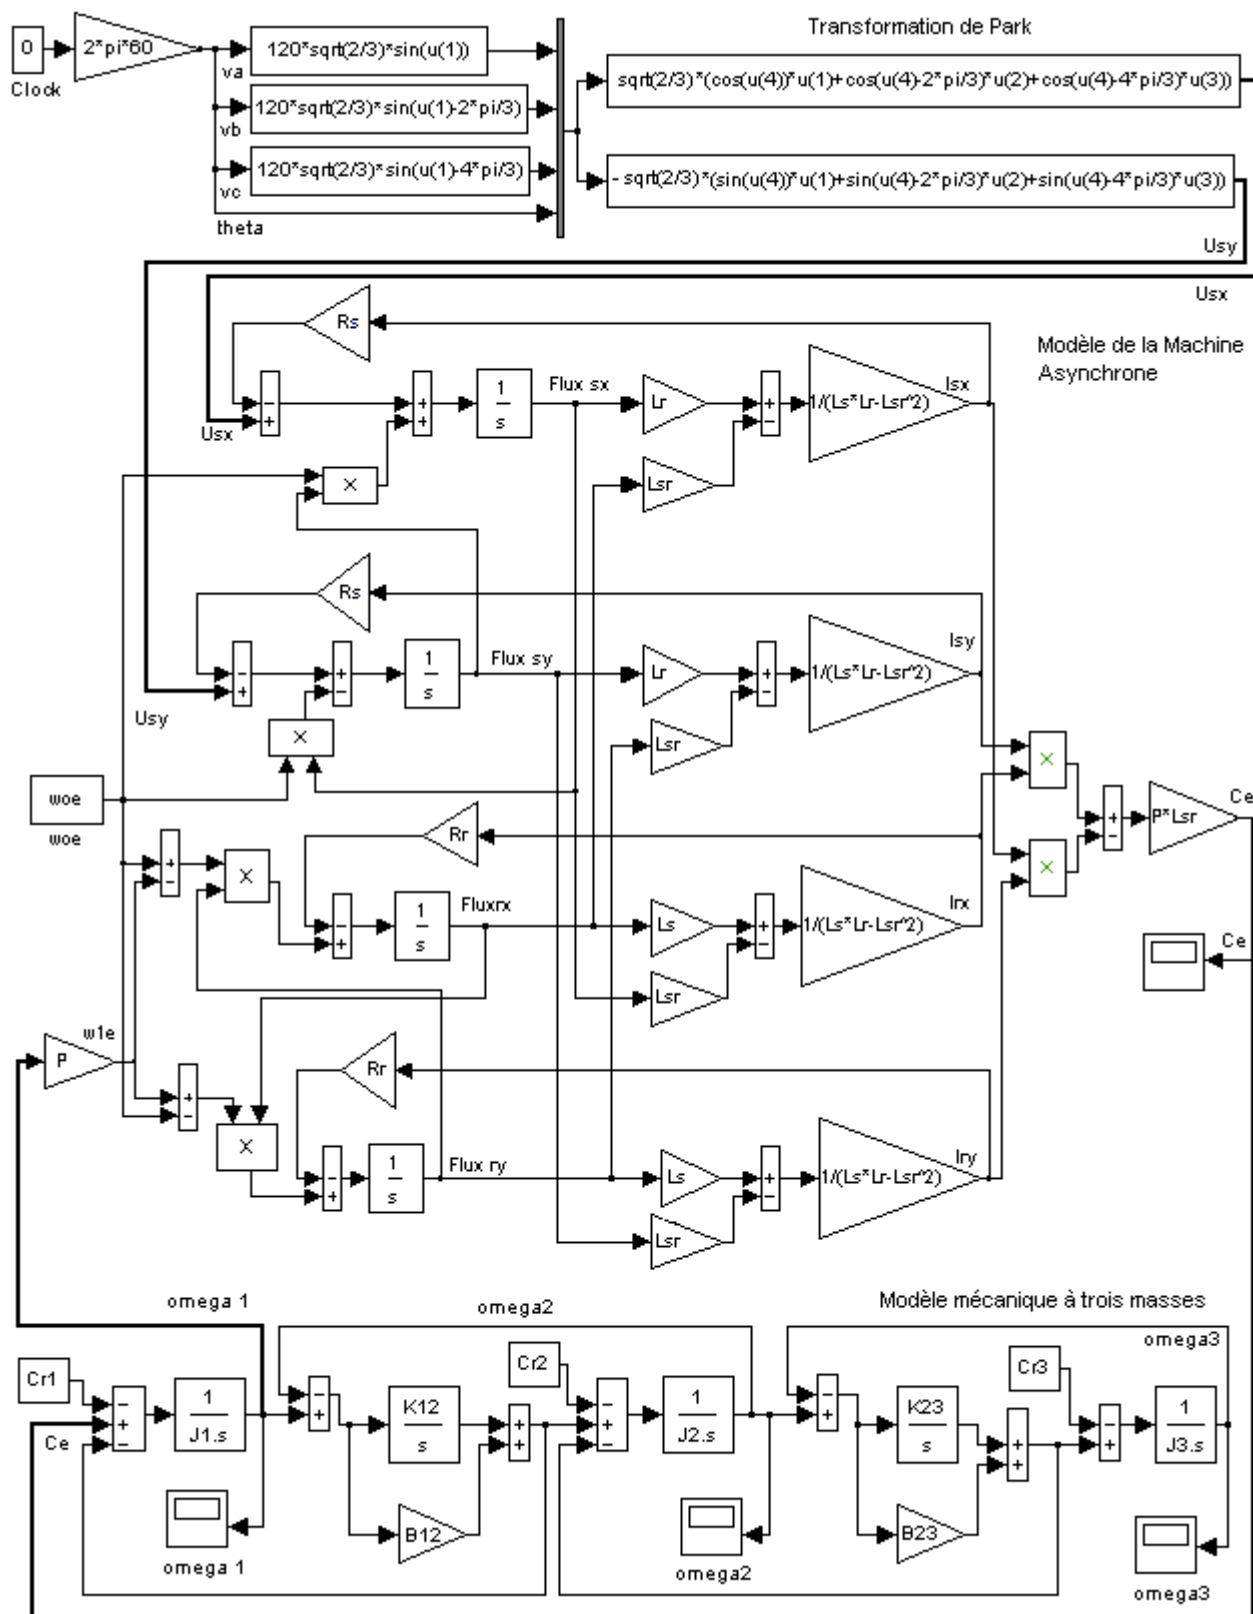 Transformation de Park
0
Clock
2*pi*60
120*sqrt(2/3)*sin(u(1))
va
120*sqrt(2/3)*sin(u(1)-2*pi/3)
vb
120*sqrt(2/3)*sin(u(1)-4*pi/3)
vc
theta
sqrt(2/3)*(cos(u(4))*u(1)+cos(u(4)-2*pi/3)*u(2)+cos(u(4)-4*pi/3)*u(3))
-sqrt(2/3)*(sin(u(4))*u(1)+sin(u(4)-2*pi/3)*u(2)+sin(u(4)-4*pi/3)*u(3))
Usy
Usx
Modèle de la Machine
Asynchrone
Rs
-
+
Usx
+
+
1
s
Flux sx
Lr
+
-
1/(Ls*Lr-Lsr^2)
Isx
×
Lsr
Rs
-
+
Usy
+
-
1
s
Flux sy
Lr
+
-
1/(Ls*Lr-Lsr^2)
Isy
×
Lsr
woe
woe
×
×
+
-
P*Lsr
Ce
Rr
+
-
×
-
+
1
s
Fluxrx
Ls
+
-
1/(Ls*Lr-Lsr^2)
Irx
Lsr
Ce
P
w1e
Rr
+
-
×
-
+
1
s
Flux ry
Ls
+
-
1/(Ls*Lr-Lsr^2)
Iry
Lsr
omega 1
omega2
Modèle mécanique à trois masses
omega3
Cr1
-
+
-
Ce
1
J1.s
-
+
K12
s
+
+
B12
omega 1
Cr2
-
+
-
1
J2.s
omega2
-
+
K23
s
+
+
B23
Cr3
-
+
1
J3.s
omega3